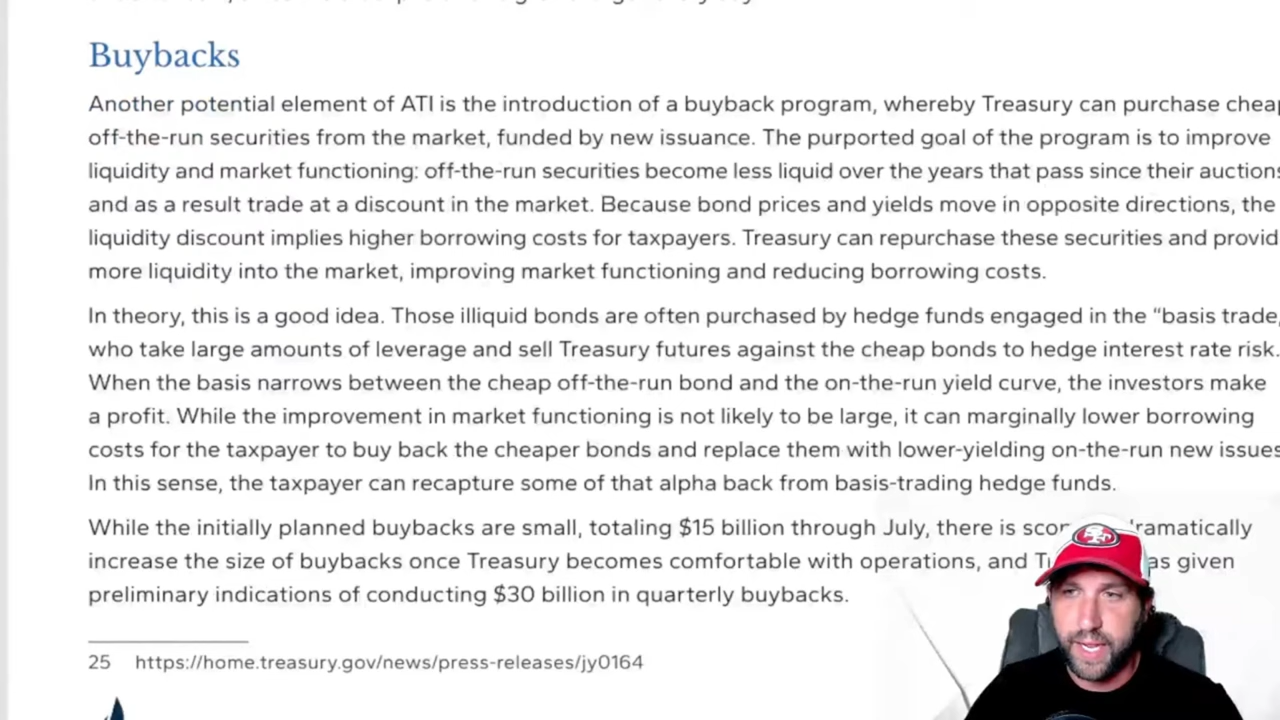 Buybacks
Another potential element of ATI is the introduction of a buyback program, whereby Treasury can purchase
off-the-run securities from the market, funded by new issuance. The purported goal of the program is to improve
liquidity and market functioning: off-the-run securities become less liquid over the years that pass since their auctions
and as a result trade at a discount in the market. Because bond prices and yields move in opposite directions, the
liquidity discount implies higher borrowing costs for taxpayers. Treasury can repurchase these securities and
more liquidity into the market, improving market functioning and reducing borrowing costs.
In theory, this is a good idea. Those illiquid bonds are often purchased by hedge funds engaged in the “basis trade,
who take large amounts of leverage and sell Treasury futures against the cheap bonds to hedge interest rate risk.
When the basis narrows between the cheap off-the-run bond and the on-the-run yield curve, the investors make
a profit. While the improvement in market functioning is not likely to be large, it can marginally lower borrowing
costs for the taxpayer to buy back the cheaper bonds and replace them with lower-yielding on-the-run new issues
In this sense, the taxpayer can recapture some of that alpha back from basis-trading hedge funds.
While the initially planned buybacks are small, totaling $15 billion through July, there is
increase the size of buybacks once Treasury becomes comfortable with operations, and given
preliminary indications of conducting $30 billion in quarterly buybacks.
25 https://home.treasury.gov/news/press-releases/jy0164